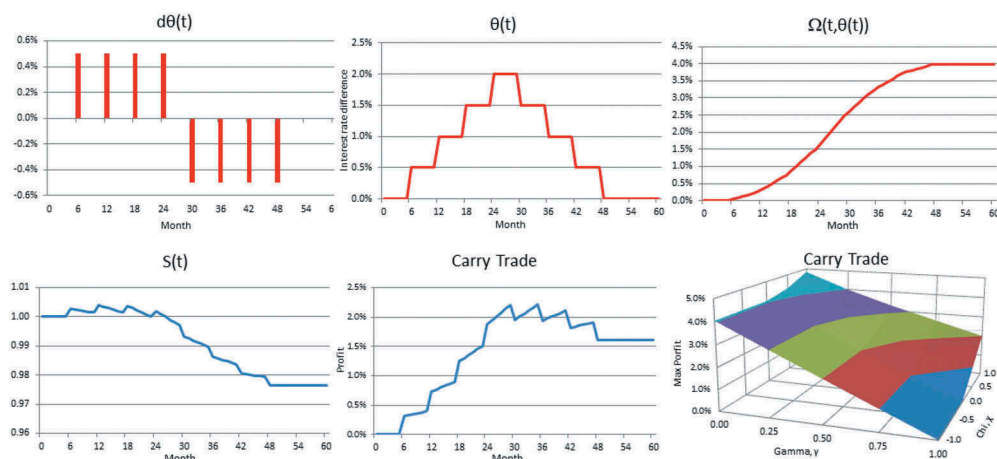 dθ(t)
0.6%
0.4%
0.2%
0.0%
-0.2%
-0.4%
-0.6%
0 6 12 18 24 30 36 42 48 54 6
Month
θ(t)
Interest rate difference
2.5%
2.0%
1.5%
1.0%
0.5%
0.0%
0 6 12 18 24 30 36 42 48 54 60
Month
Ω(t,θ(t))
4.5%
4.0%
3.5%
3.0%
2.5%
2.0%
1.5%
1.0%
0.5%
0.0%
0 6 12 18 24 30 36 42 48 54 60
Month
S(t)
1.01
1.00
0.99
0.98
0.97
0.96
0 6 12 18 24 30 36 42 48 54 60
Month
Carry Trade
Profit
2.5%
2.0%
1.5%
1.0%
0.5%
0.0%
0 6 12 18 24 30 36 42 48 54 60
Month
Carry Trade
Max Porfit
5.0%
4.0%
3.0%
2.0%
1.0%
0.0%
0.00 0.25 0.50 0.75 1.00
Gamma, γ
1.0
0.5
0.0
-0.5
-1.0
Chi, X